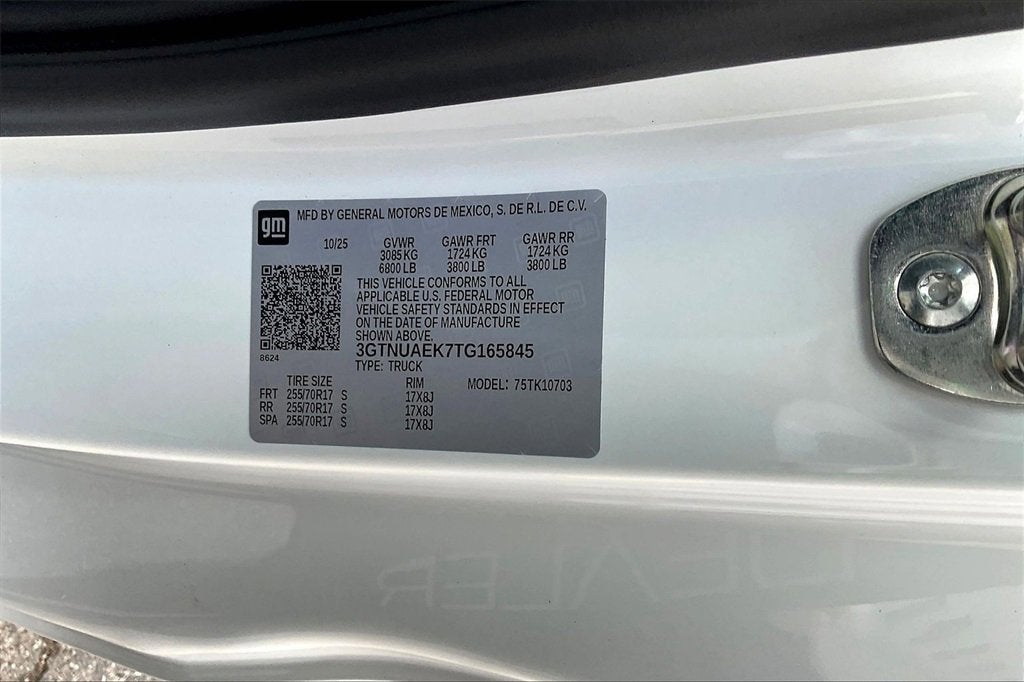 gm
MFD BY GENERAL MOTORS DE MEXICO, S. DE R.L. DE C.V.
10/25 GVWR GAWR FRT GAWR RR
3085 KG 1724 KG 1724 KG
6800 LB 3800 LB 3800 LB
THIS VEHICLE CONFORMS TO ALL
APPLICABLE U.S. FEDERAL MOTOR
VEHICLE SAFETY STANDARDS IN EFFECT
ON THE DATE OF MANUFACTURE
SHOWN ABOVE.
8624
3GTNUAEK7TG165845
TYPE: TRUCK
TIRE SIZE RIM MODEL: 75TK10703
FRT 255/70R17 S 17X8J
RR 255/70R17 S 17X8J
SPA 255/70R17 S 17X8J
DEALER